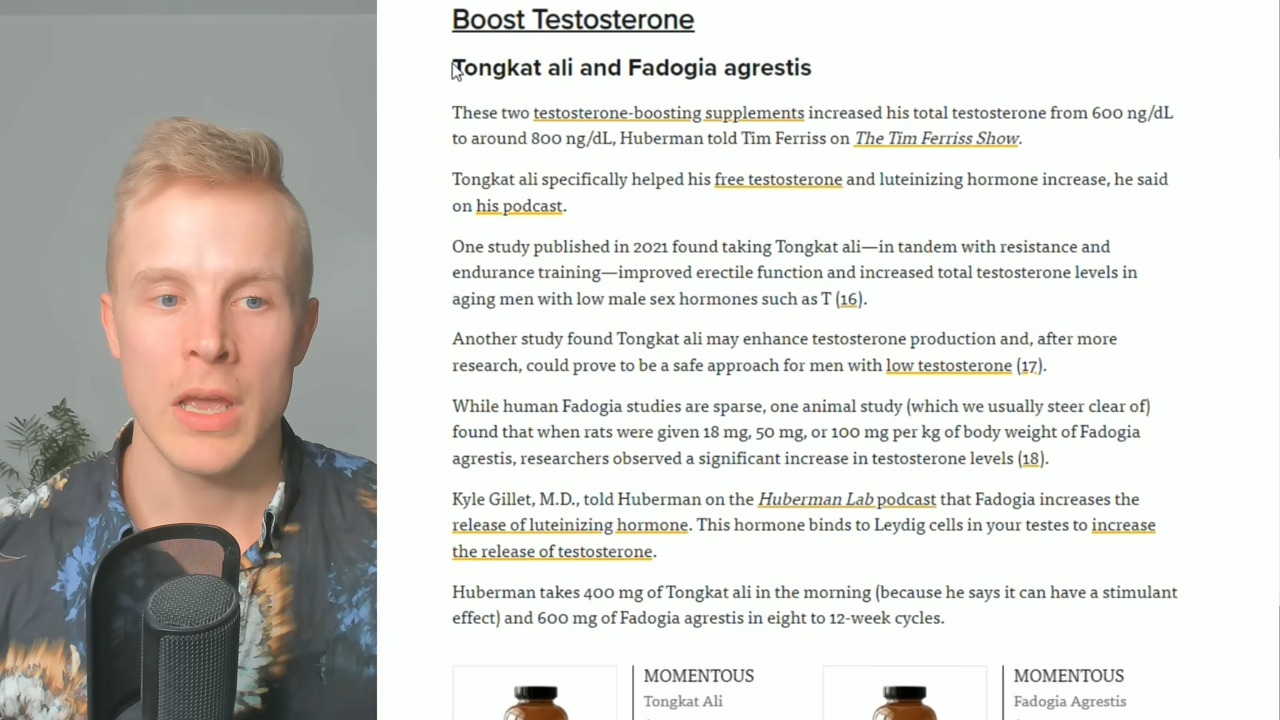 Boost Testosterone
Tongkat ali and Fadogia agrestis
These two testosterone-boosting supplements increased his total testosterone from 600 ng/dL
to around 800 ng/dL, Huberman told Tim Ferriss on The Tim Ferriss Show.
Tongkat ali specifically helped his free testosterone and luteinizing hormone increase, he said
on his podcast.
One study published in 2021 found taking Tongkat ali—in tandem with resistance and
endurance training—improved erectile function and increased total testosterone levels in
aging men with low male sex hormones such as T (16).
Another study found Tongkat ali may enhance testosterone production and, after more
research, could prove to be a safe approach for men with low testosterone (17).
While human Fadogia studies are sparse, one animal study (which we usually steer clear of)
found that when rats were given 18 mg, 50 mg, or 100 mg per kg of body weight of Fadogia
agrestis, researchers observed a significant increase in testosterone levels (18).
Kyle Gillet, M.D., told Huberman on the Huberman Lab podcast that Fadogia increases the
release of luteinizing hormone. This hormone binds to Leydig cells in your testes to increase
the release of testosterone.
Huberman takes 400 mg of Tongkat ali in the morning (because he says it can have a stimulant
effect) and 600 mg of Fadogia agrestis in eight to 12-week cycles.
MOMENTOUS
Tongkat Ali
MOMENTOUS
Fadogia Agrestis